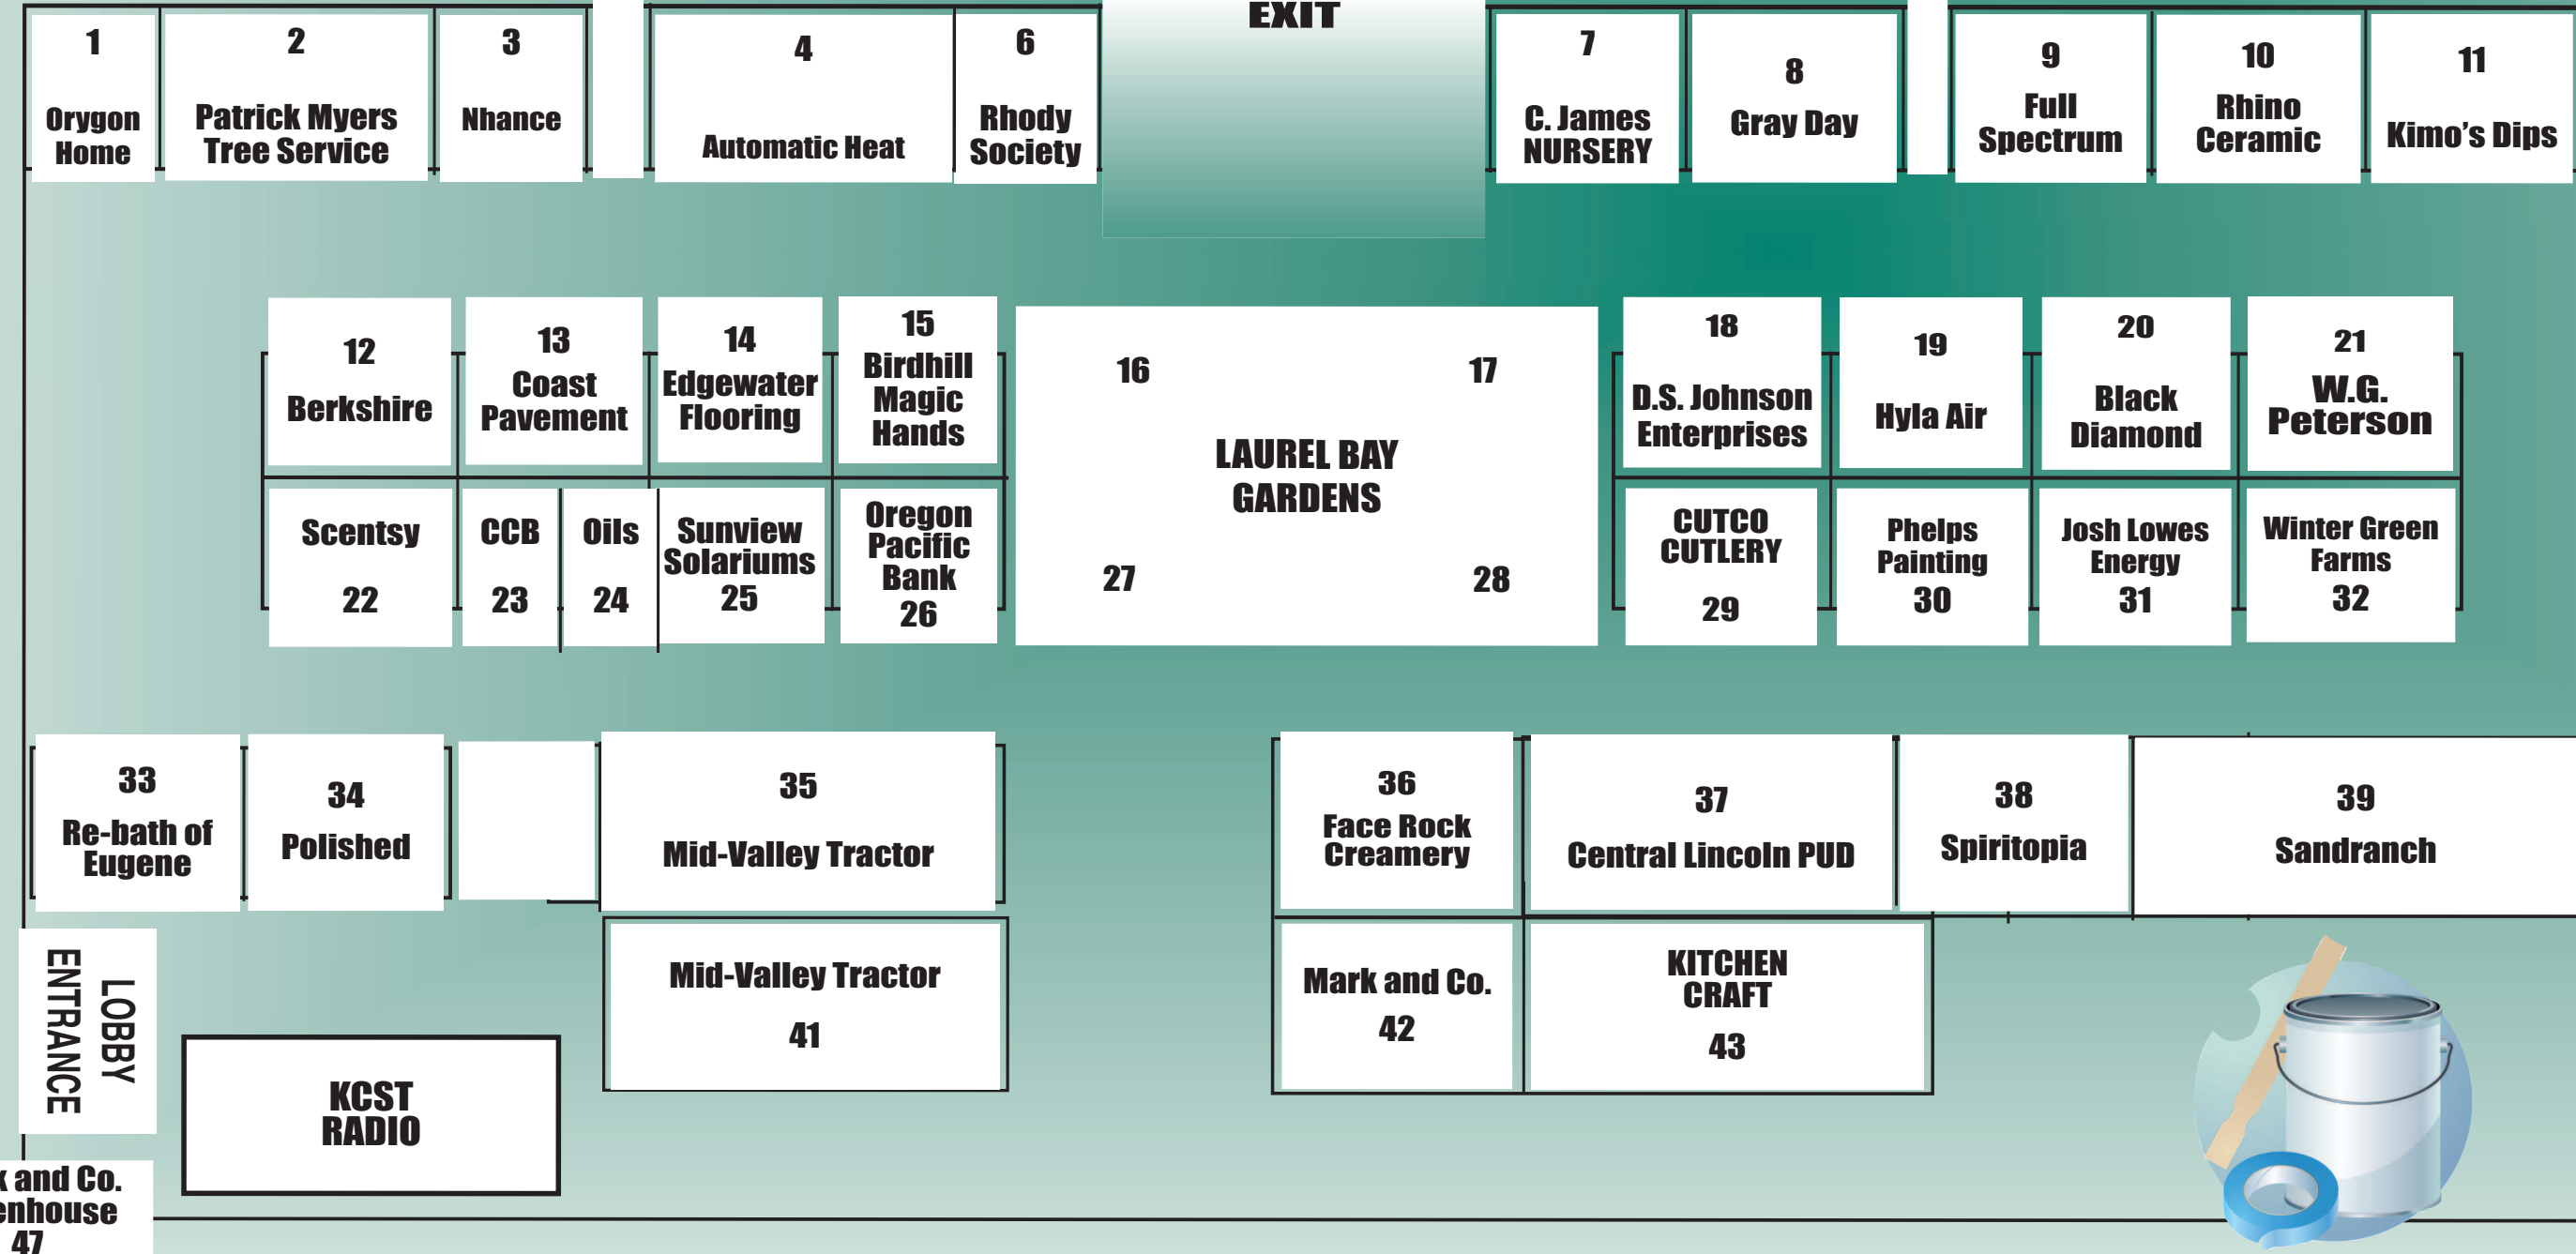 EXIT
1
Orygon
Home
2
Patrick Myers
Tree Service
3
Nhance
4
Automatic Heat
6
Rhody
Society
7
C. James
NURSERY
8
Gray Day
9
Full
Spectrum
10
Rhino
Ceramic
11
Kimo's Dips
12
Berkshire
13
Coast
Pavement
14
Edgewater
Flooring
15
Birdhill
Magic
Hands
16
17
LAUREL BAY
GARDENS
27
28
18
D.S. Johnson
Enterprises
19
Hyla Air
20
Black
Diamond
21
W.G.
Peterson
Scentsy
22
CCB
23
Oils
24
Sunview
Solariums
25
Oregon
Pacific
Bank
26
CUTCO
CUTLERY
29
Phelps
Painting
30
Josh Lowes
Energy
31
Winter Green
Farms
32
33
Re-bath of
Eugene
34
Polished
35
Mid-Valley Tractor
36
Face Rock
Creamery
37
Central Lincoln PUD
38
Spiritopia
39
Sandranch
LOBBY
ENTRANCE
Mid-Valley Tractor
41
Mark and Co.
42
KITCHEN
CRAFT
43
KCST
RADIO
k and Co.
enhouse
47